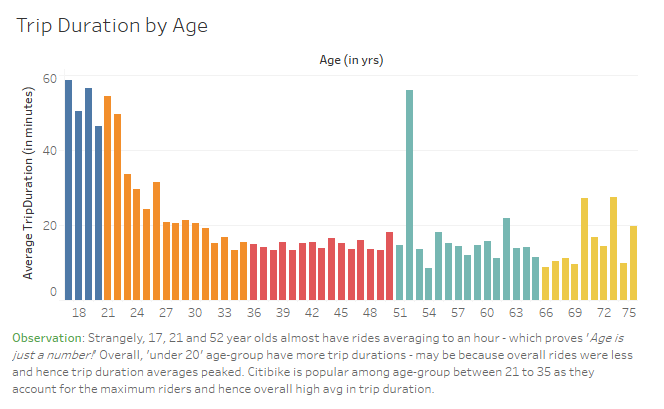 Trip Duration by Age
Age (in yrs)
Average TripDuration (in minutes)
60
40
20
0
18 21 24 27 30 33 36 39 42 45 48 51 54 57 60 63 66 69 72 75
Observation: Strangely, 17, 21 and 52 year olds almost have rides averaging to an hour - which proves 'Age is
just a number!' Overall, 'under 20' age-group have more trip durations - may be because overall rides were less
and hence trip duration averages peaked. Citibike is popular among age-group between 21 to 35 as they
account for the maximum riders and hence overall high avg in trip duration.